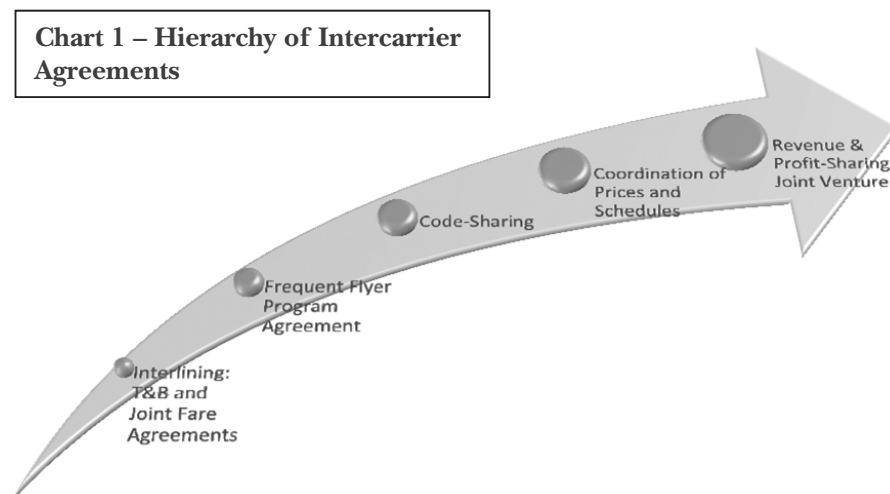 Chart 1 – Hierarchy of Intercarrier
Agreements
Revenue &
Profit-Sharing
Joint Venture
Coordination of
Prices and
Schedules
Code-Sharing
Frequent Flyer
Program
Agreement
Interlining:
T&B and
Joint Fare
Agreements